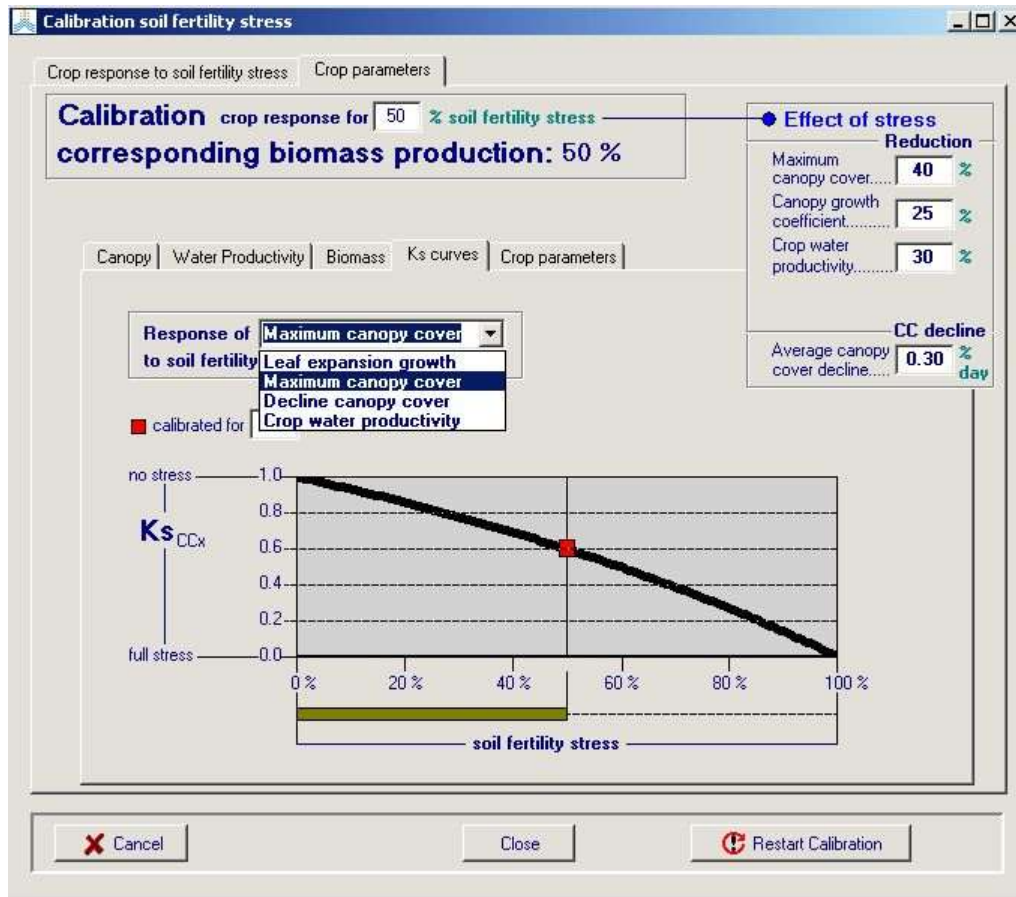 Calibration soil fertility stress
Crop response to soil fertility stress Crop parameters
Calibration crop response for 50 % soil fertility stress
corresponding biomass production: 50 %
Effect of stress
Reduction
Maximum
canopy cover..... 40 %
Canopy growth
coefficient.......... 25 %
Crop water
productivity......... 30 %
CC decline
Average canopy
cover decline..... 0.30 %
day
Canopy Water Productivity Biomass Ks curves Crop parameters
Response of Maximum canopy cover
to soil fertility
Leaf expansion growth
Maximum canopy cover
Decline canopy cover
Crop water productivity
calibrated for
no stress 1.0
0.8
KsCCx
0.6
0.4
0.2
full stress 0.0
0 % 20 % 40 % 60 % 80 % 100 %
soil fertility stress
Cancel Close Restart Calibration